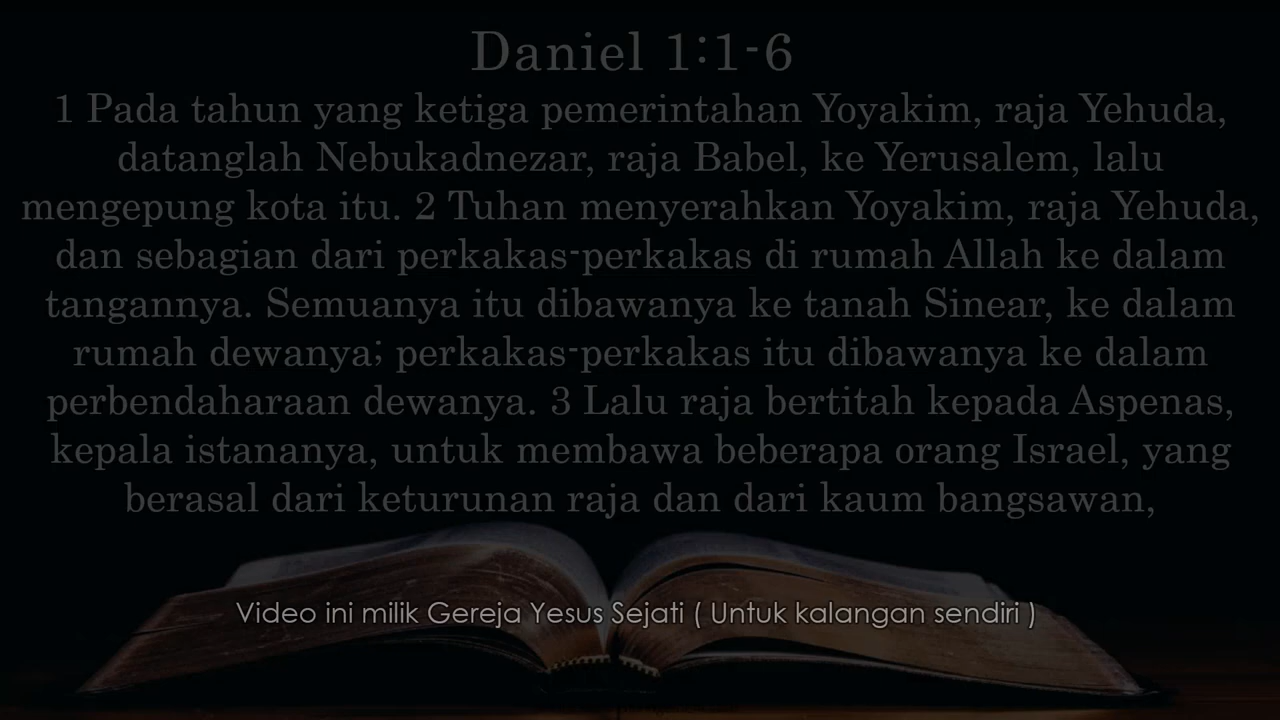 Daniel 1:1-6
1 Pada tahun yang ketiga pemerintahan Yoyakim, raja Yehuda,
datanglah Nebukadnezar, raja Babel, ke Yerusalem, lalu
mengepung kota itu. 2 Tuhan menyerahkan Yoyakim, raja Yehuda,
dan sebagian dari perkakas-perkakas di rumah Allah ke dalam
tangannya. Semuanya itu dibawanya ke tanah Sinear, ke dalam
rumah dewanya; perkakas-perkakas itu dibawanya ke dalam
perbendaharaan dewanya. 3 Lalu raja bertitah kepada Aspenas,
kepala istananya, untuk membawa beberapa orang Israel, yang
berasal dari keturunan raja dan dari kaum bangsawan,
Video ini milik Gereja Yesus Sejati ( Untuk kalangan sendiri )